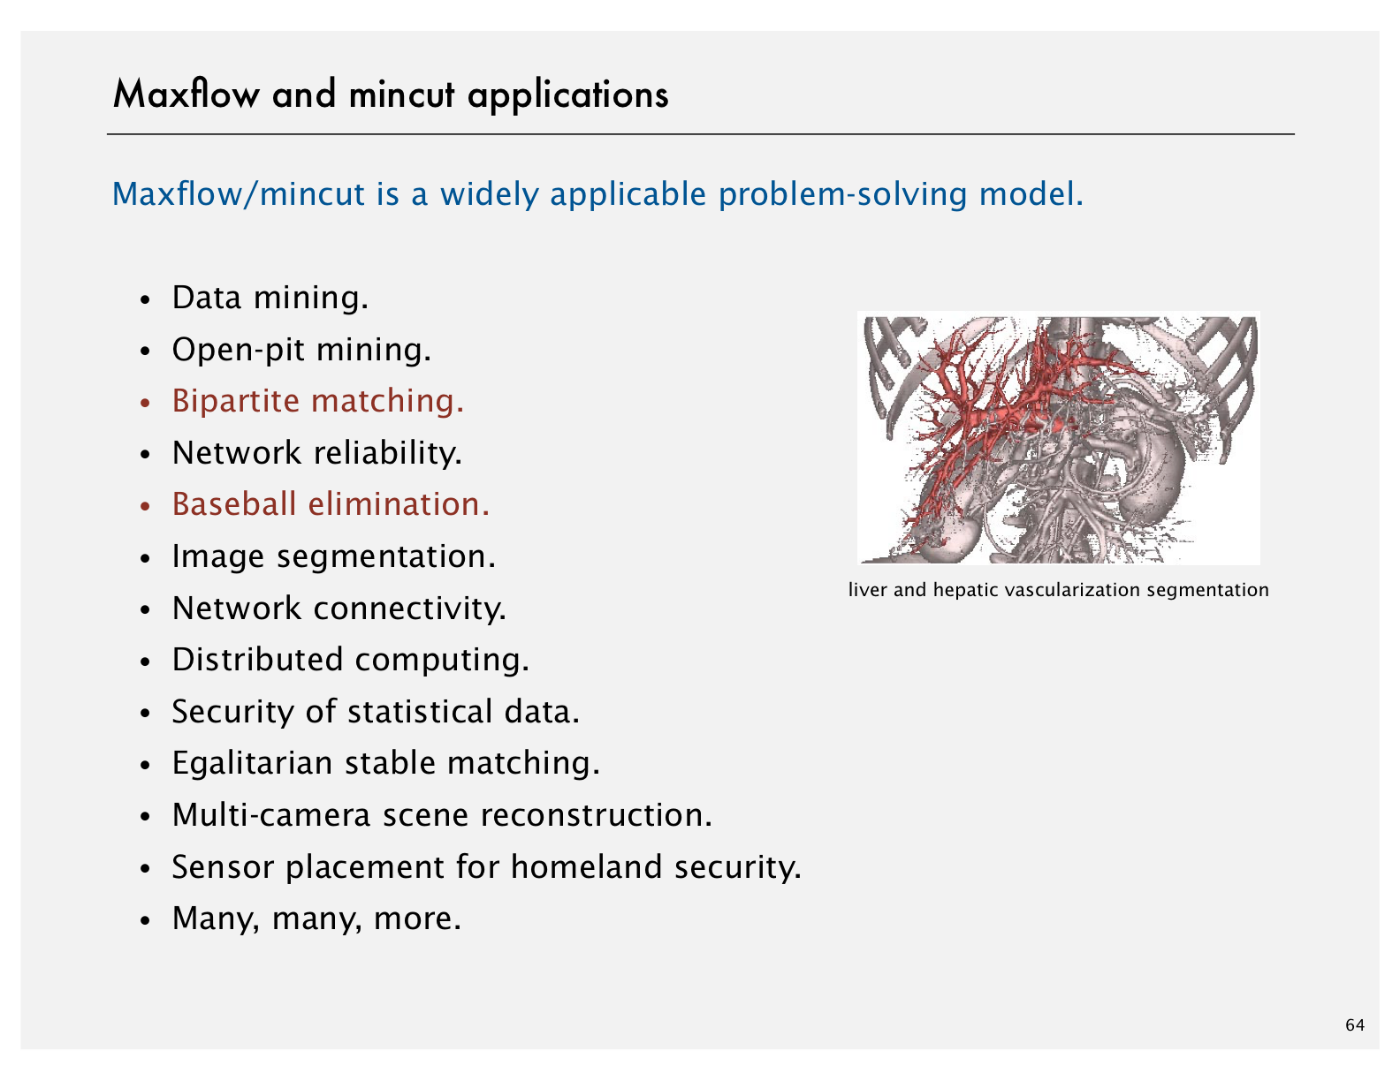 Maxflow and mincut applications
Maxflow/mincut is a widely applicable problem-solving model.
• Data mining.
• Open-pit mining.
• Bipartite matching.
• Network reliability.
• Baseball elimination.
• Image segmentation.
• Network connectivity.
• Distributed computing.
• Security of statistical data.
• Egalitarian stable matching.
• Multi-camera scene reconstruction.
• Sensor placement for homeland security.
• Many, many, more.
liver and hepatic vascularization segmentation
64